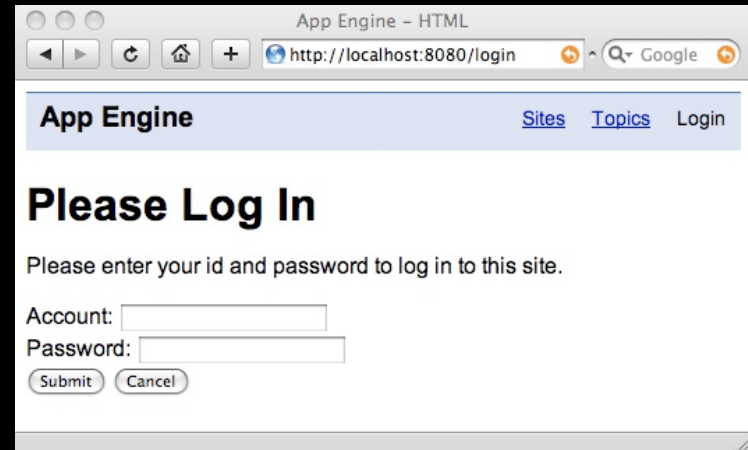 App Engine – HTML
http://localhost:8080/login
Google
App Engine Sites Topics Login
Please Log In
Please enter your id and password to log in to this site.
Account:
Password:
Submit Cancel